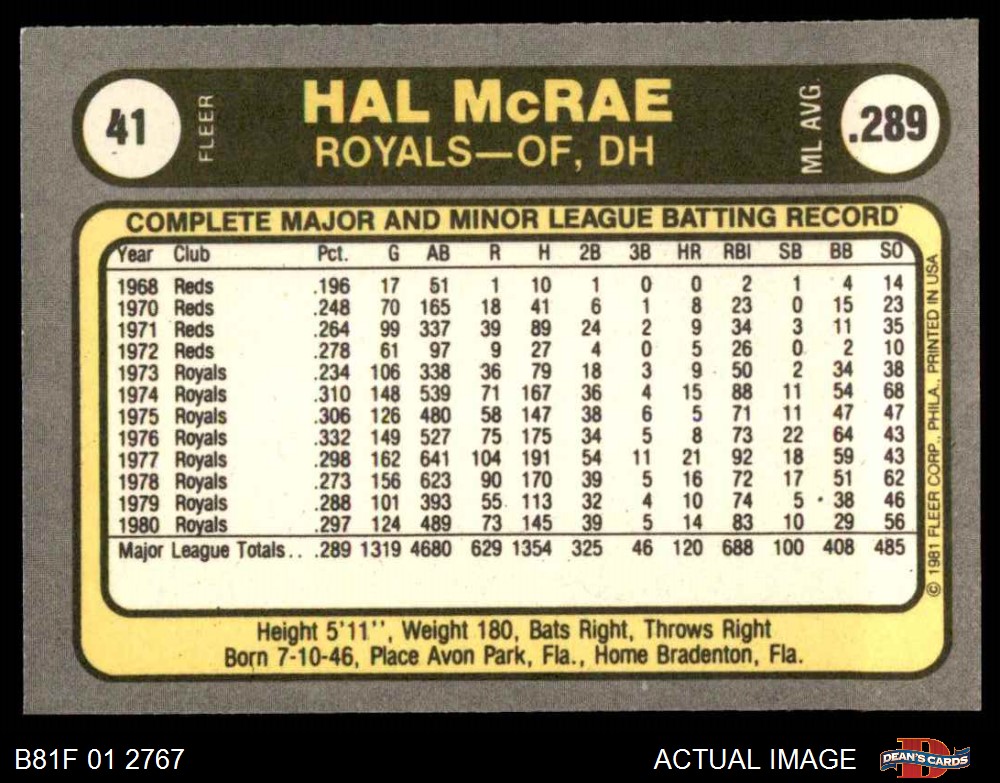 41
FLEER
HAL McRAE
ROYALS—OF, DH
ML AVG.
.289
COMPLETE MAJOR AND MINOR LEAGUE BATTING RECORD
Year Club Pct. G AB R H 2B 3B HR RBI SB BB SO
1968 Reds .196 17 51 1 10 1 0 0 2 1 4 14
1970 Reds .248 70 165 18 41 6 1 8 23 0 15 23
1971 Reds .264 99 337 39 89 24 2 9 34 3 11 35
1972 Reds .278 61 97 9 27 4 0 5 26 0 2 10
1973 Royals .234 106 338 36 79 18 3 9 50 2 34 38
1974 Royals .310 148 539 71 167 36 4 15 88 11 54 68
1975 Royals .306 126 480 58 147 38 6 5 71 11 47 47
1976 Royals .332 149 527 75 175 34 5 8 73 22 64 43
1977 Royals .298 162 641 104 191 54 11 21 92 18 59 43
1978 Royals .273 156 623 90 170 39 5 16 72 17 51 62
1979 Royals .288 101 393 55 113 32 4 10 74 5 38 46
1980 Royals .297 124 489 73 145 39 5 14 83 10 29 56
Major League Totals.. .289 1319 4680 629 1354 325 46 120 688 100 408 485
© 1981 FLEER CORP., PHILA., PRINTED IN USA
Height 5'11'', Weight 180, Bats Right, Throws Right
Born 7-10-46, Place Avon Park, Fla., Home Bradenton, Fla.
B81F 01 2767
ACTUAL IMAGE
D
DEAN'S CARDS